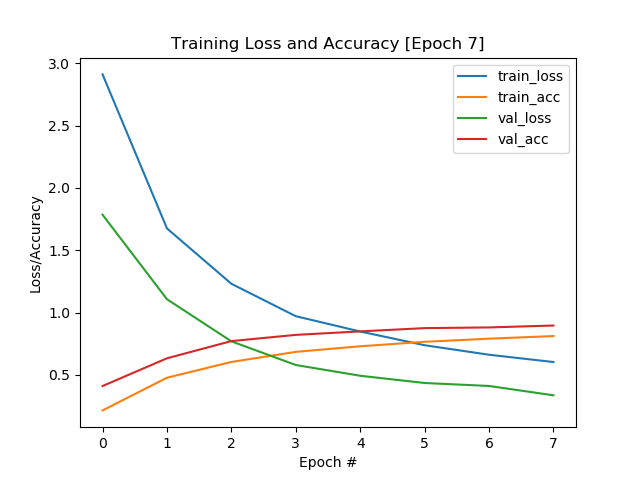 Training Loss and Accuracy [Epoch 7]
3.0
2.5
2.0
1.5
1.0
0.5
Loss/Accuracy
train_loss
train_acc
val_loss
val_acc
0 1 2 3 4 5 6 7
Epoch #